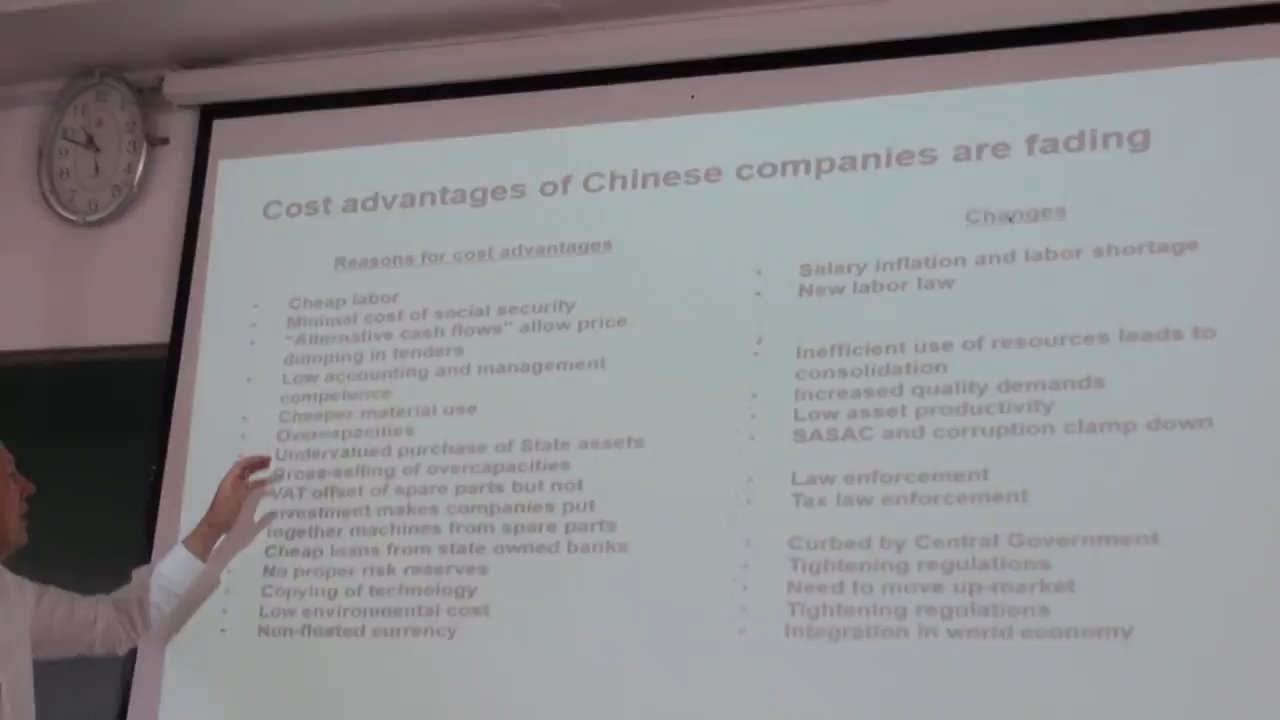 Cost advantages of Chinese companies are fading
Reasons for cost advantages
- Cheap labor
- Minimal cost of social security
- "Alternative cash flows" allow price
dumping in tenders
- Low accounting and management
competence
- Cheeper material use
- Overcapacities
- Undervalued purchase of State assets
Gross-selling of overcapacities
VAT offset of spare parts but not
investment makes companies put
together machines from spare parts
Cheap loans from state owned banks
- No proper risk reserves
- Copying of technology
- Low environmental cost
- Non-floated currency
Changes
- Salary inflation and labor shortage
- New labor law
- Inefficient use of resources leads to
consolidation
- Increased quality demands
- Low asset productivity
- SASAC and corruption clamp down
- Law enforcement
- Tax law enforcement
- Curbed by Central Government
- Tightening regulations
- Need to move up-market
- Tightening regulations
- Integration in world economy